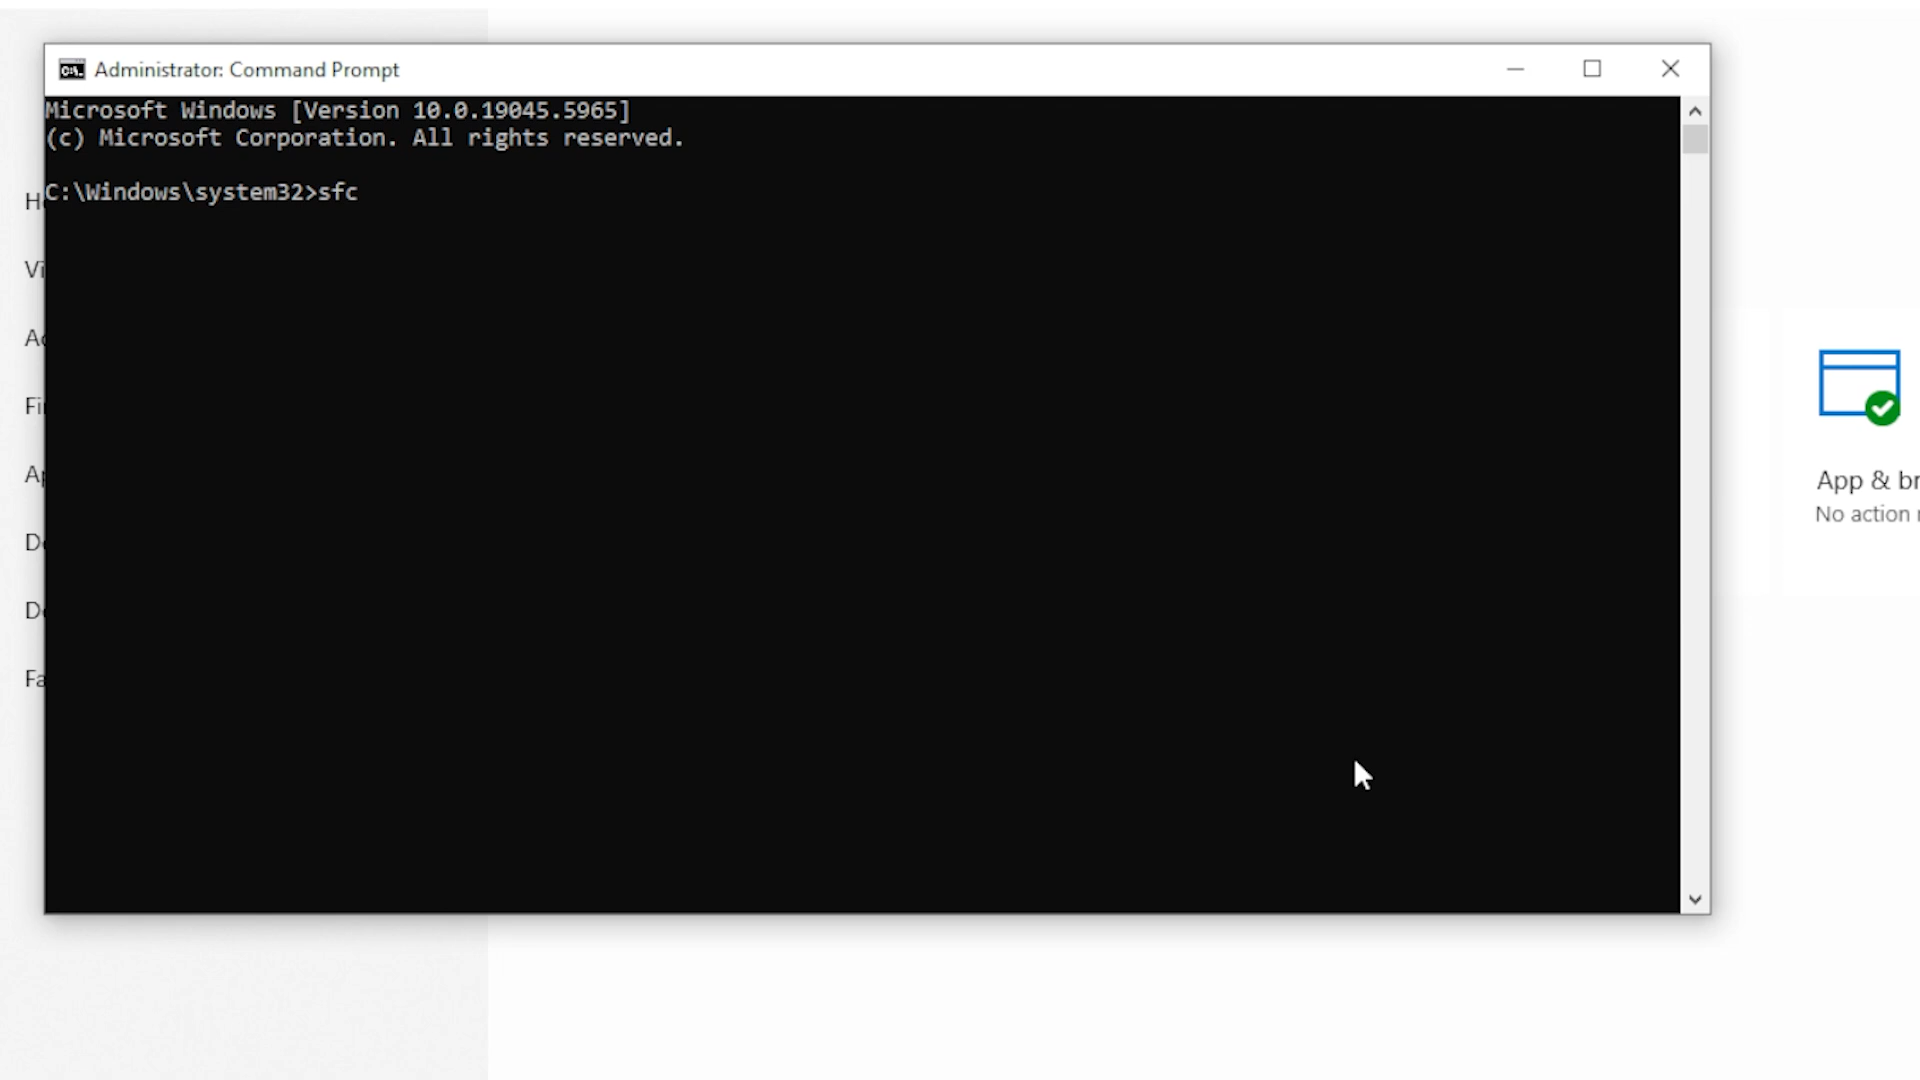 Administrator: Command Prompt
Microsoft Windows [Version 10.0.19045.5965]
(c) Microsoft Corporation. All rights reserved.
C:\Windows\system32>sfc
App &
No action